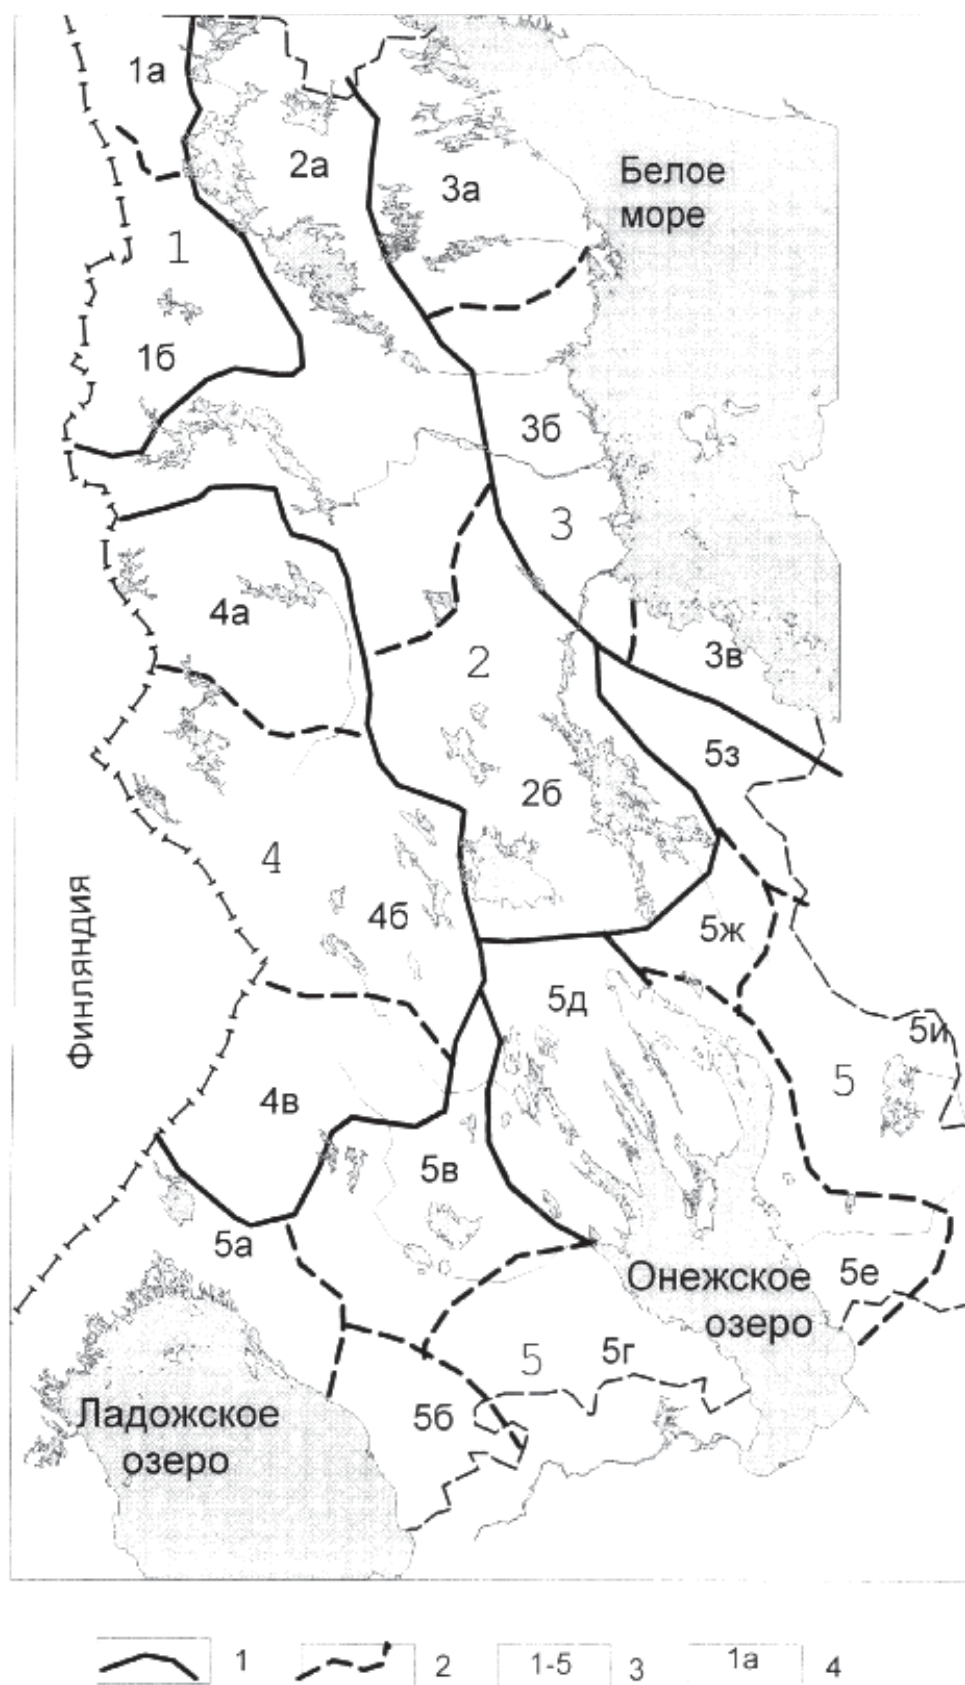 1а
2а
3а
Белое
море
1
1б
3б
3
4а
2
3в
5з
2б
4
4б
5ж
Финляндия
5д
5и
5
4в
5в
5а
Онежское
озеро
5е
5
5г
5б
Ладожское
озеро
1
2
1-5
3
1а
4